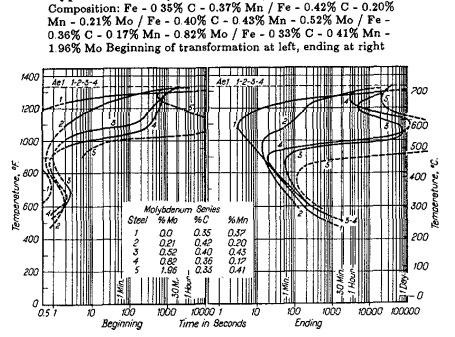 Composition: Fe - 0 35% C - 0.37% Mn / Fe - 0.42% C - 0.20%
Mn - 0.21% Mo / Fe - 0.40% C - 0.43% Mn - 0.52% Mo / Fe -
0.36% C - 0 17% Mn - 0.82% Mo / Fe - 0 33% C - 0 41% Mn -
1.96% Mo Beginning of transformation at left, ending at right
1400
1200
1000
800
600
400
200
0
Temperature, °F.
Ae1 1-2-3-4
Ae1 1-2-3-4
700
600
500
400
300
200
100
0
Temperature, °C.
Molybdenum Series
Steel %Mo %C %Mn
1 0.0 0.35 0.37
2 0.21 0.42 0.20
3 0.52 0.40 0.43
4 0.82 0.36 0.17
5 1.96 0.33 0.41
1 Min.
30 Min.
1 Hour
1 Min.
30 Min.
1 Hour
1 Day
0.5 1 10 100 1000 10000
1 10 100 1000 10000 100000
Beginning Time in Seconds Ending